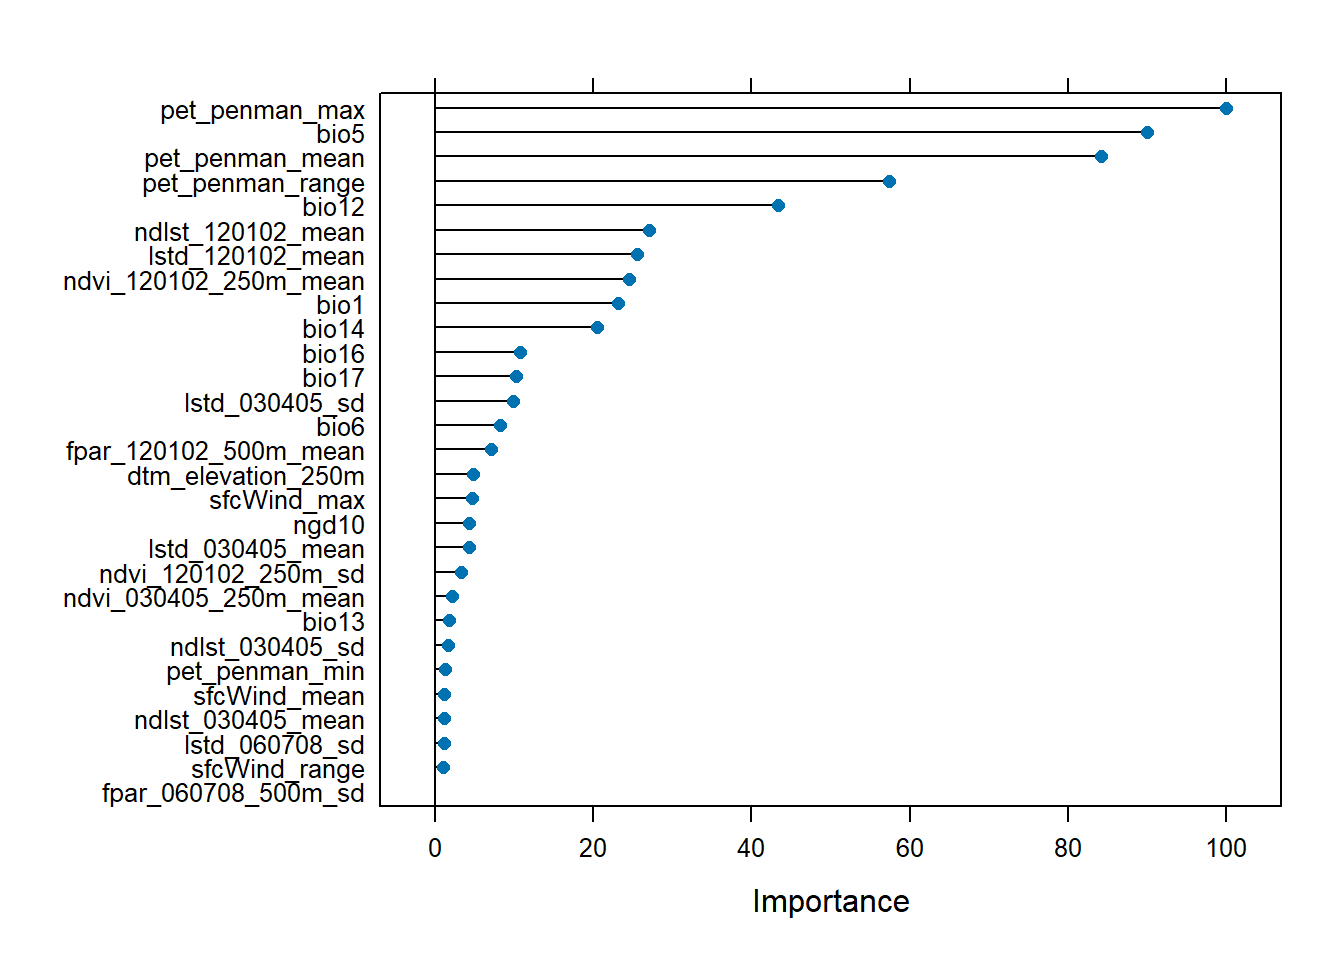 pet_penman_max
bio5
pet_penman_mean
pet_penman_range
bio12
ndlst_120102_mean
lstd_120102_mean
ndvi_120102_250m_mean
bio1
bio14
bio16
bio17
lstd_030405_sd
bio6
fpar_120102_500m_mean
dtm_elevation_250m
sfcWind_max
ngd10
lstd_030405_mean
ndvi_120102_250m_sd
ndvi_030405_250m_mean
bio13
ndlst_030405_sd
pet_penman_min
sfcWind_mean
ndlst_030405_mean
lstd_060708_sd
sfcWind_range
fpar_060708_500m_sd
0 20 40 60 80 100
Importance